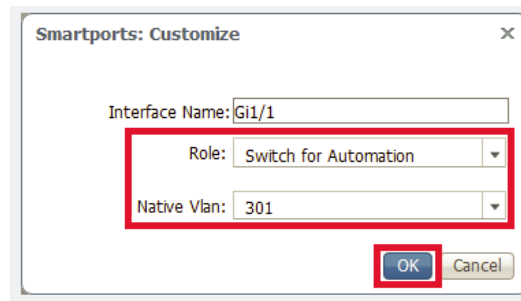 Smartports: Customize
Interface Name: Gi1/1
Role: Switch for Automation
Native Vlan: 301
OK Cancel